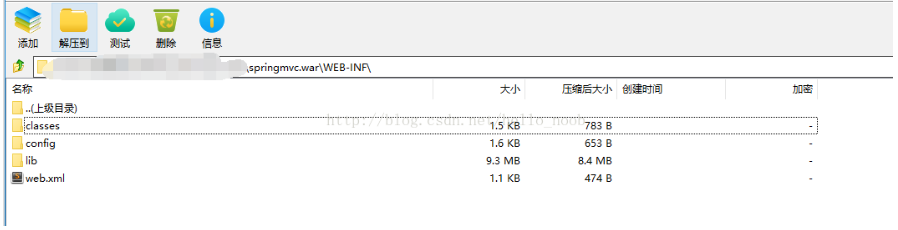 添加 解压到 测试 删除 信息
\springmvc.war\WEB-INF\
名称 大小 压缩后大小 创建时间 加密
..(上级目录)
classes 1.5 KB 783 B -
config 1.6 KB 653 B -
lib 9.3 MB 8.4 MB -
web.xml 1.1 KB 474 B -
http://blog.csdn.net/hello_noob